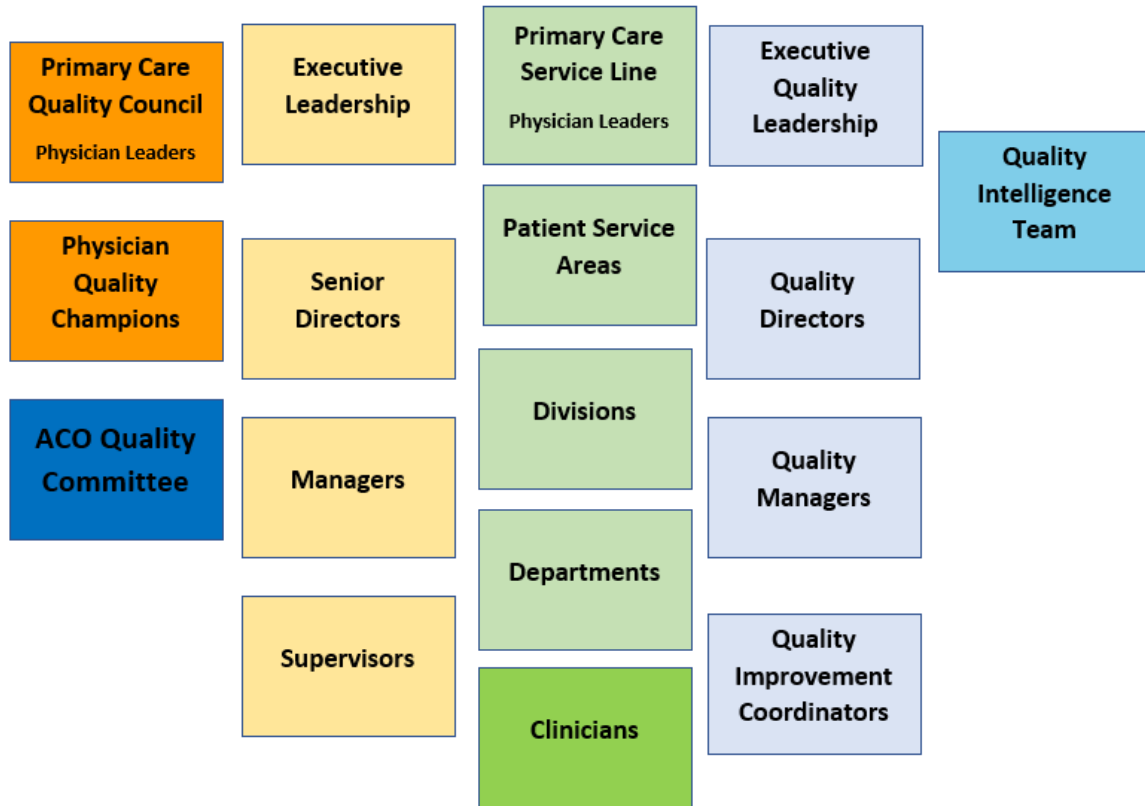 Primary Care
Quality Council
Physician Leaders
Physician
Quality
Champions
ACO Quality
Committee
Executive
Leadership
Senior
Directors
Managers
Supervisors
Primary Care
Service Line
Physician Leaders
Patient Service
Areas
Divisions
Departments
Clinicians
Executive
Quality
Leadership
Quality
Directors
Quality
Managers
Quality
Improvement
Coordinators
Quality
Intelligence
Team